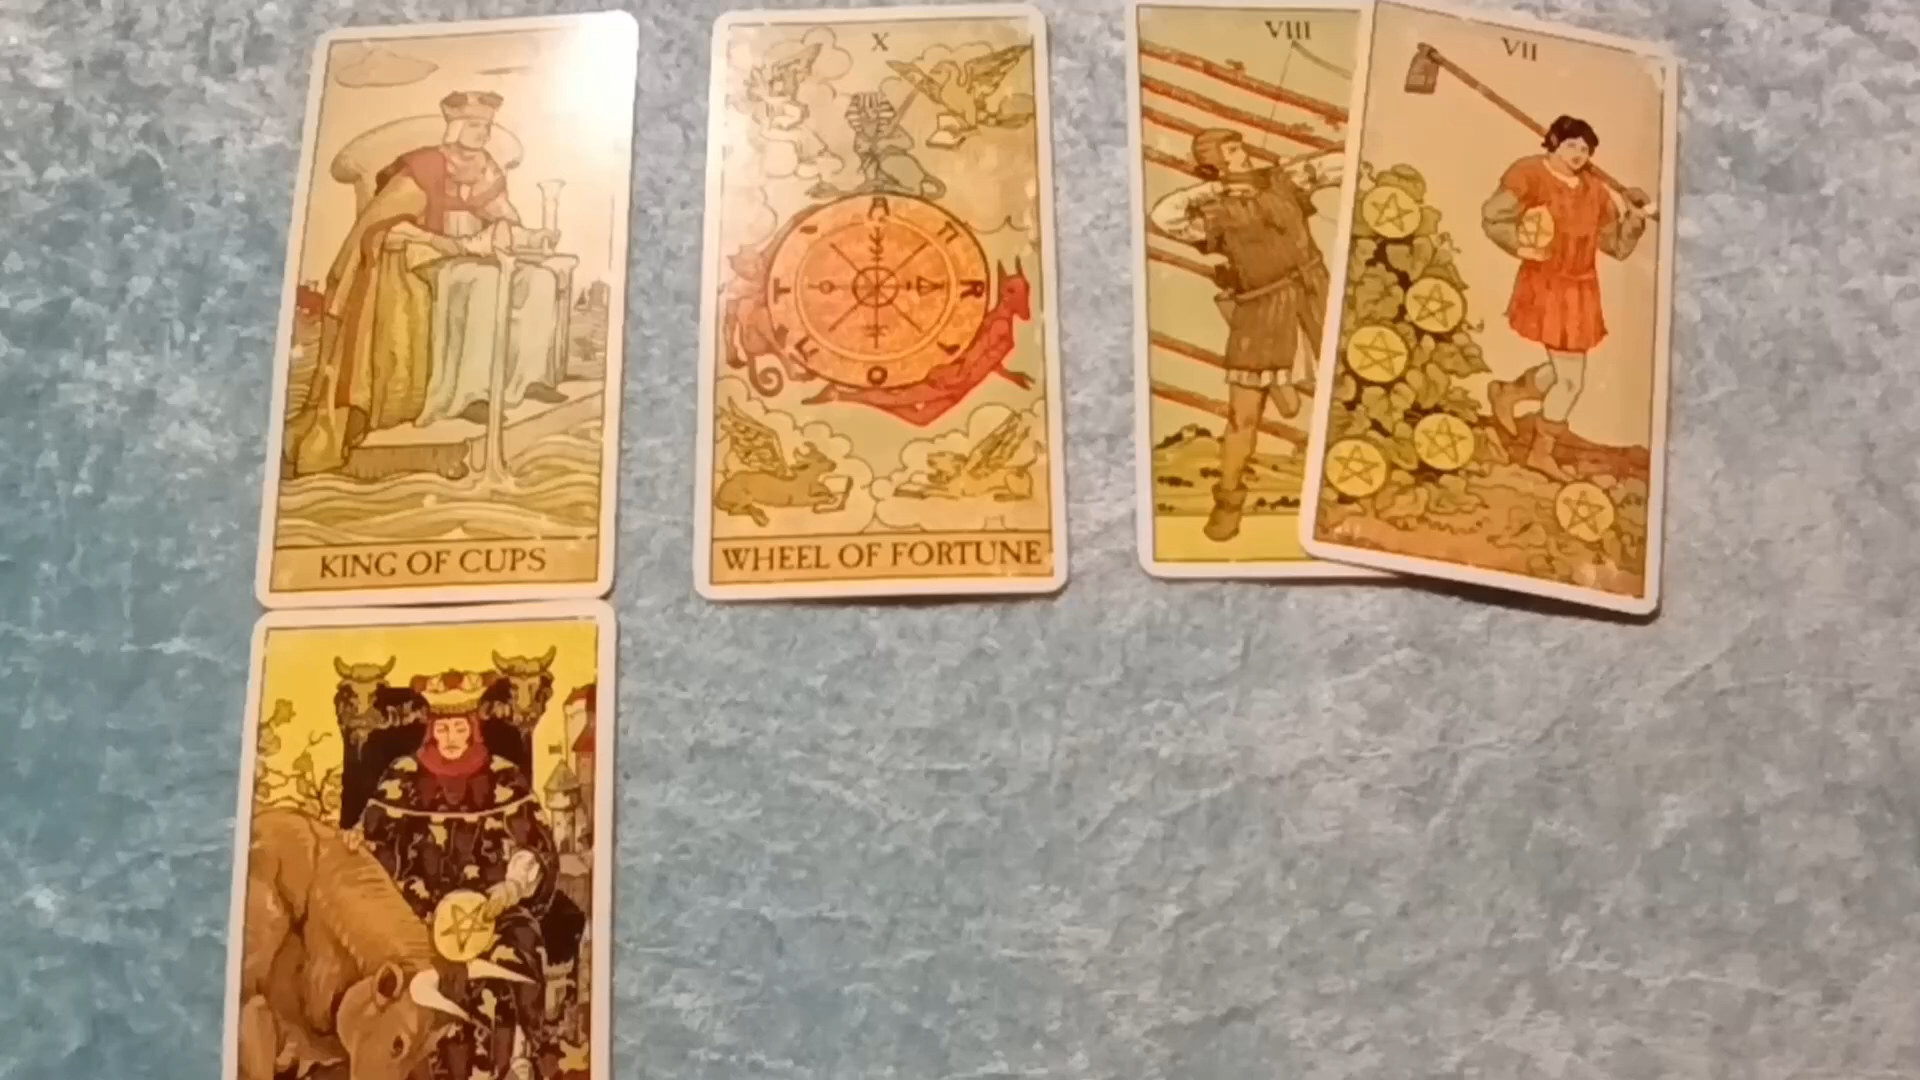 KING OF CUPS
X
WHEEL OF FORTUNE
VIII
VII